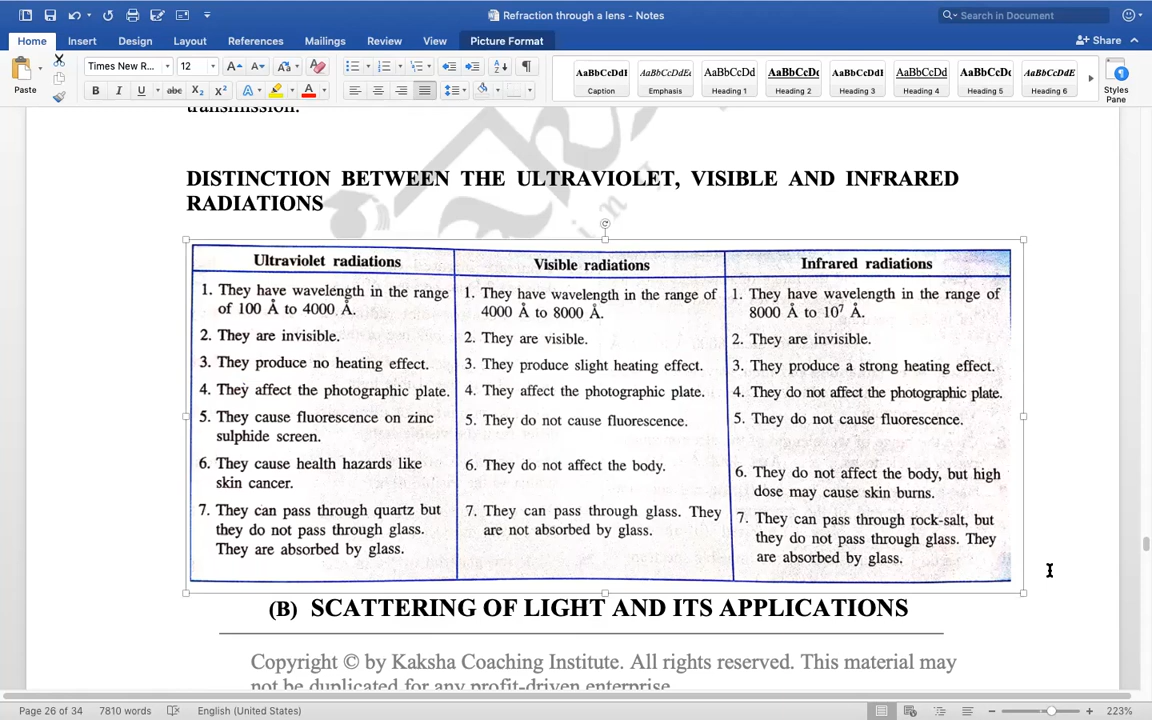 Refraction through a lens - Notes
Search in Document
Home Insert Design Layout References Mailings Review View Picture Format
Share
Paste
Times New R... 12
AaBbCcDdI AaBbCcDdEe AaBbCcDd AaBbCcDc AaBbCcDdI AaBbCcDd AaBbCcDd AaBbCcDdE
Caption Emphasis Heading 1 Heading 2 Heading 3 Heading 4 Heading 5 Heading 6
Styles
Pane
transmission.
DISTINCTION BETWEEN THE ULTRAVIOLET, VISIBLE AND INFRARED
RADIATIONS
Ultraviolet radiations
1. They have wavelength in the range
of 100 Å to 4000 Å.
2. They are invisible.
3. They produce no heating effect.
4. They affect the photographic plate.
5. They cause fluorescence on zinc
sulphide screen.
6. They cause health hazards like
skin cancer.
7. They can pass through quartz but
they do not pass through glass.
They are absorbed by glass.
Visible radiations
1. They have wavelength in the range of
4000 Å to 8000 Å.
2. They are visible.
3. They produce slight heating effect.
4. They affect the photographic plate.
5. They do not cause fluorescence.
6. They do not affect the body.
7. They can pass through glass. They
are not absorbed by glass.
Infrared radiations
1. They have wavelength in the range of
8000 Å to 10⁷ Å.
2. They are invisible.
3. They produce a strong heating effect.
4. They do not affect the photographic plate.
5. They do not cause fluorescence.
6. They do not affect the body, but high
dose may cause skin burns.
7. They can pass through rock-salt, but
they do not pass through glass. They
are absorbed by glass.
(B) SCATTERING OF LIGHT AND ITS APPLICATIONS
Copyright © by Kaksha Coaching Institute. All rights reserved. This material may
not be duplicated for any profit-driven enterprise.
Page 26 of 34 7810 words English (United States) 223%